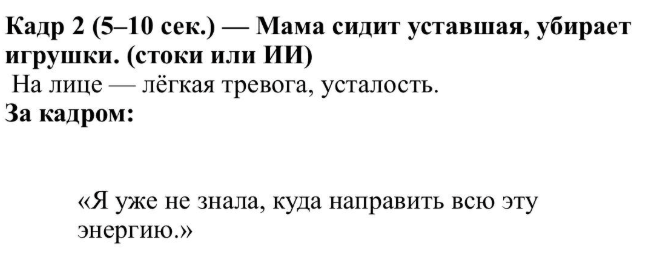 Кадр 2 (5–10 сек.) — Мама сидит уставшая, убирает
игрушки. (стоки или ИИ)
На лице — лёгкая тревога, усталость.
За кадром:
«Я уже не знала, куда направить всю эту
энергию.»